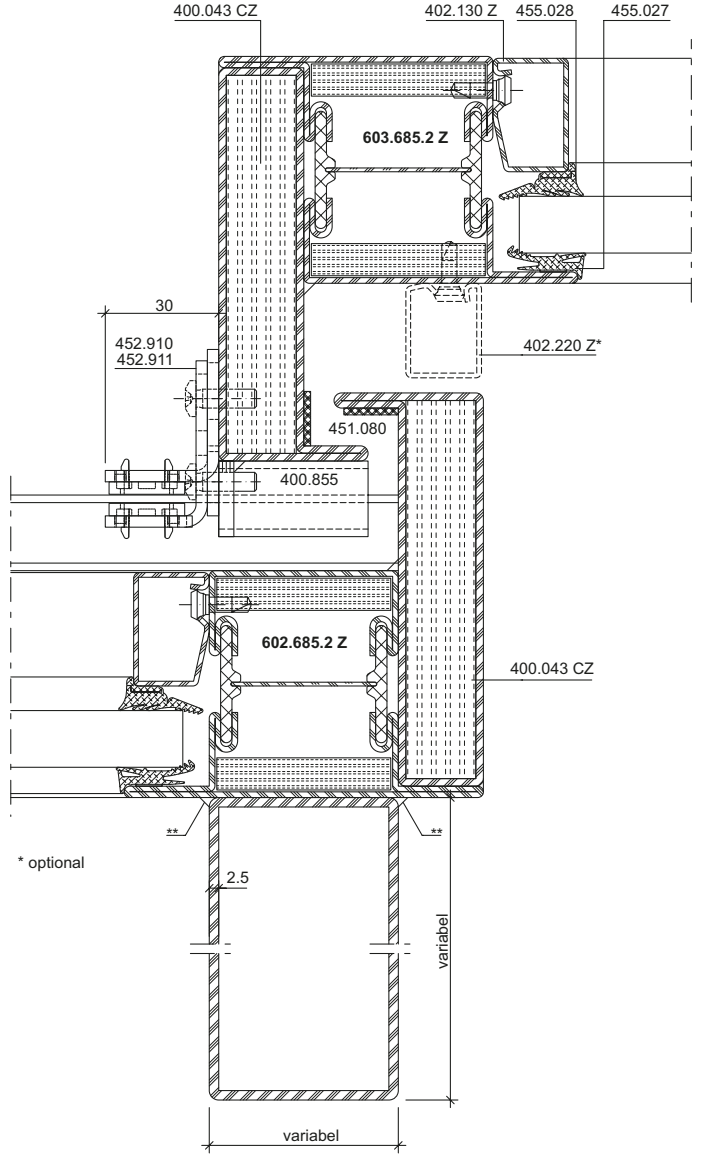 400.043 CZ
402.130 Z
455.028
455.027
603.685.2 Z
30
452.910
452.911
402.220 Z*
451.080
400.855
602.685.2 Z
400.043 CZ
**
**
* optional
2.5
variabel
variabel